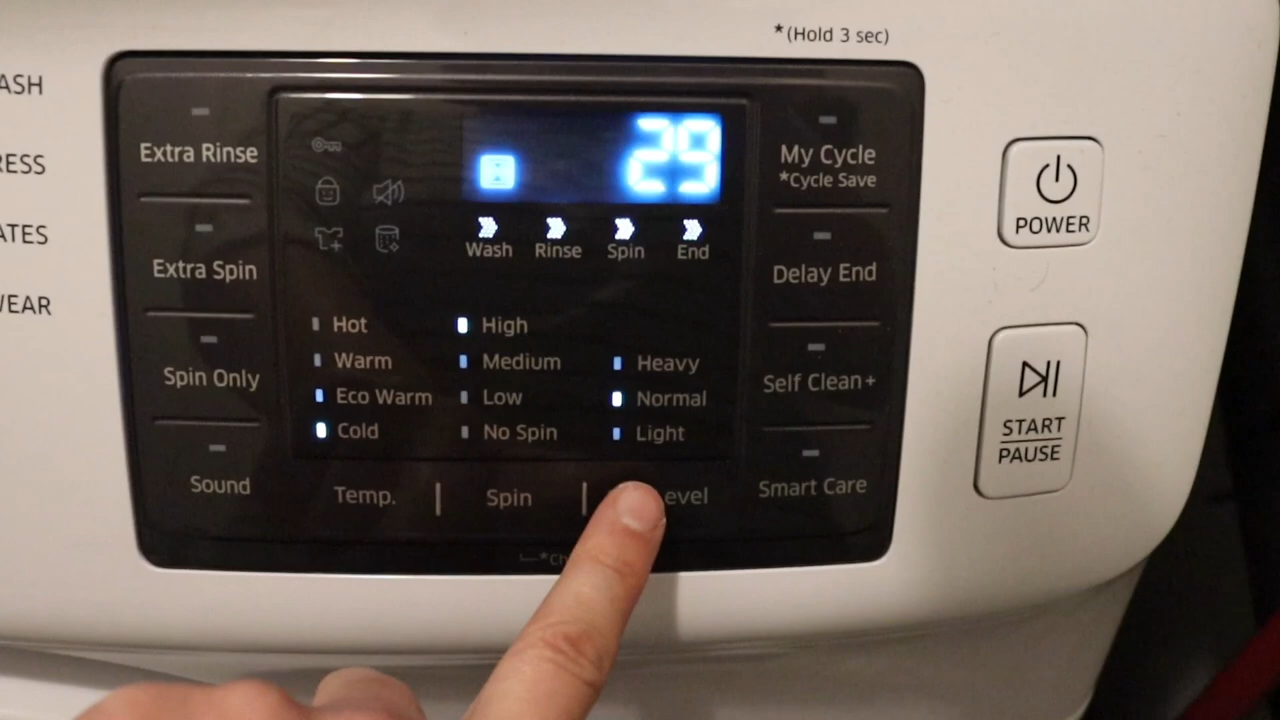 *(Hold 3 sec)
ASH
RESS
ATES
WEAR
Extra Rinse
Extra Spin
Spin Only
Sound
29
Wash Rinse Spin End
Hot
Warm
Eco Warm
Cold
High
Medium
Low
No Spin
Heavy
Normal
Light
Temp. | Spin | evel
My Cycle
*Cycle Save
Delay End
Self Clean+
Smart Care
POWER
START
PAUSE